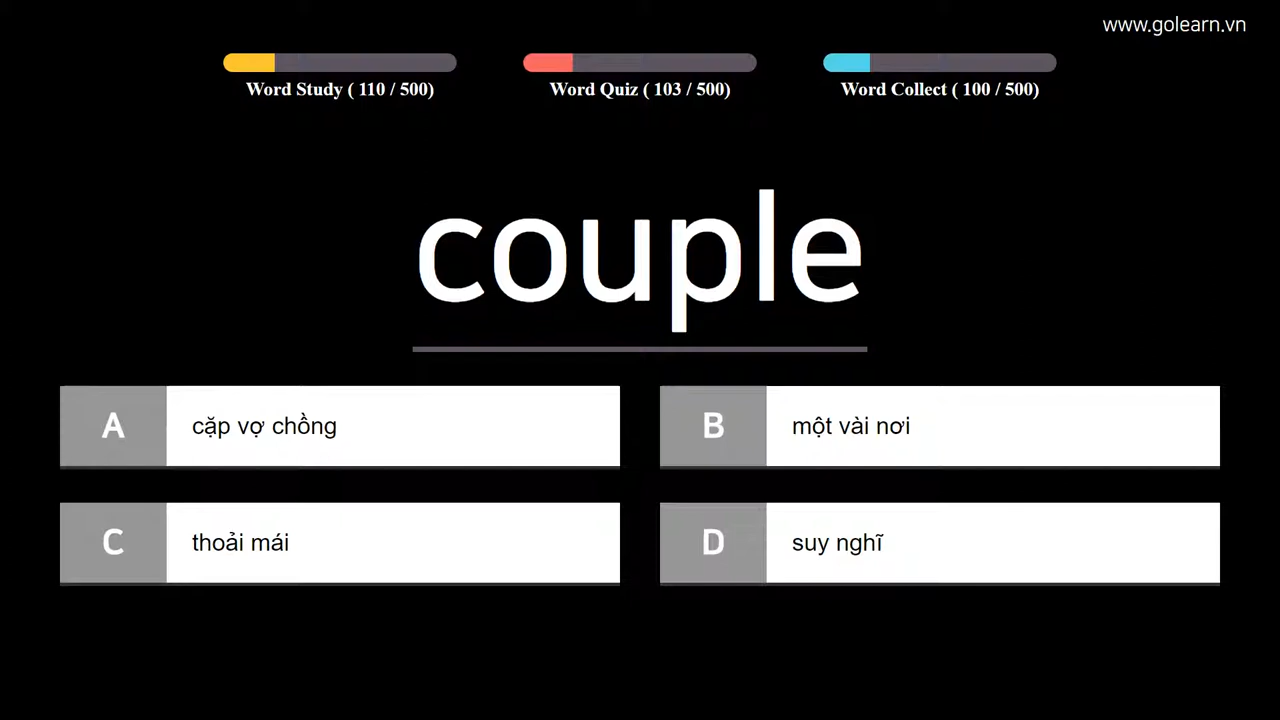 www.golearn.vn
Word Study ( 110 / 500)
Word Quiz ( 103 / 500)
Word Collect ( 100 / 500)
couple
A cặp vợ chồng
B một vài nơi
C thoải mái
D suy nghĩ